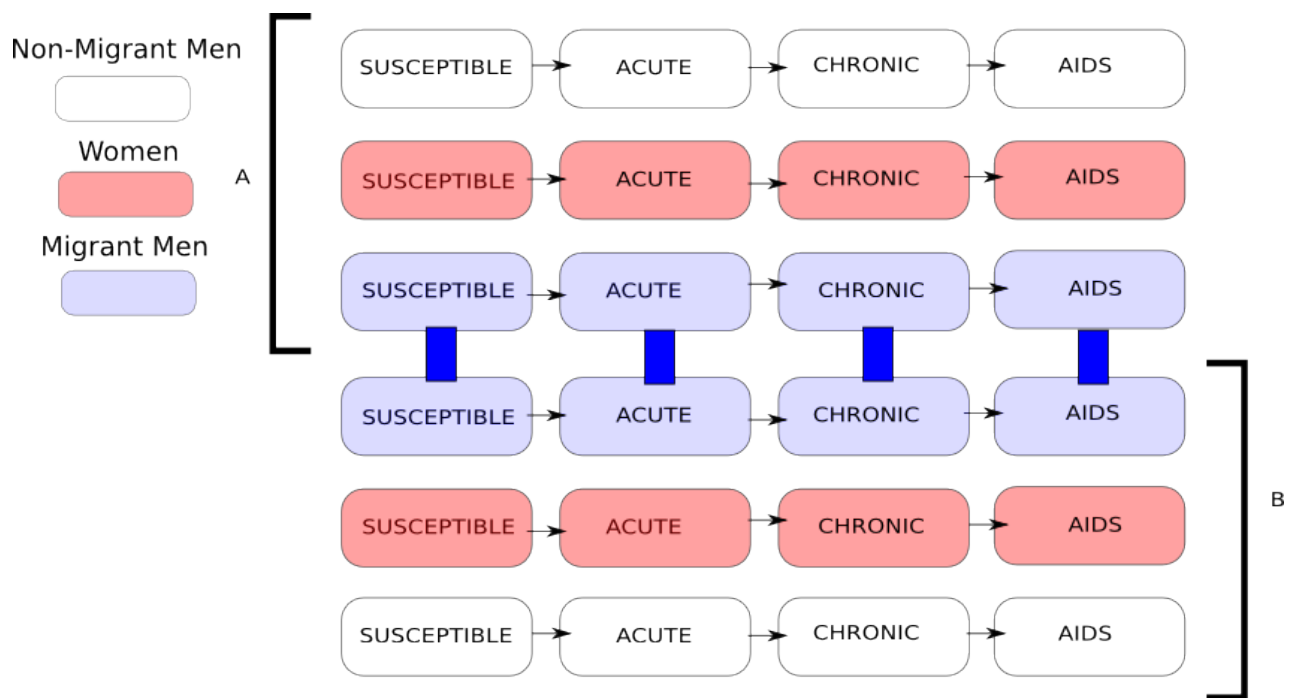 Non-Migrant Men
Women
Migrant Men
A
SUSCEPTIBLE ACUTE CHRONIC AIDS
SUSCEPTIBLE ACUTE CHRONIC AIDS
SUSCEPTIBLE ACUTE CHRONIC AIDS
SUSCEPTIBLE ACUTE CHRONIC AIDS
SUSCEPTIBLE ACUTE CHRONIC AIDS
SUSCEPTIBLE ACUTE CHRONIC AIDS
B